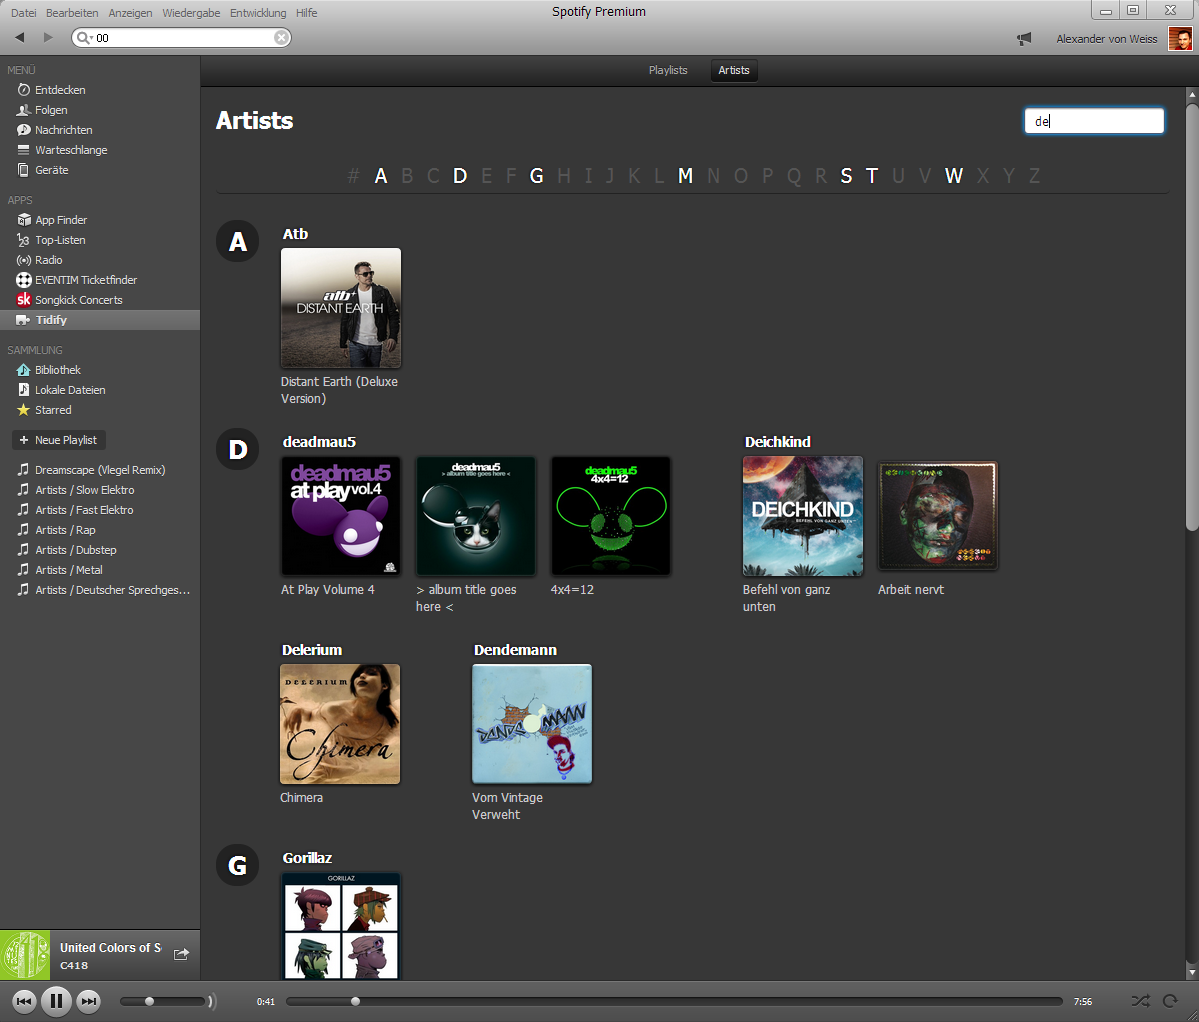 Datei Bearbeiten Anzeigen Wiedergabe Entwicklung Hilfe
Spotify Premium
00
Alexander von Weiss
MENÜ
Entdecken
Folgen
Nachrichten
Warteschlange
Geräte
APPS
App Finder
Top-Listen
Radio
EVENTIM Ticketfinder
sk Songkick Concerts
Tidify
SAMMLUNG
Bibliothek
Lokale Dateien
Starred
+ Neue Playlist
Dreamscape (Vlegel Remix)
Artists / Slow Elektro
Artists / Fast Elektro
Artists / Rap
Artists / Dubstep
Artists / Metal
Artists / Deutscher Sprechges...
United Colors of S
C418
Playlists Artists
Artists
de
# A B C D E F G H I J K L M N O P Q R S T U V W X Y Z
A
Atb
atb
DISTANT EARTH
Distant Earth (Deluxe
Version)
D
deadmau5
deadmau5
at play vol.4
At Play Volume 4
deadmau5
> album title goes here <
> album title goes
here <
deadmau5
4x4=12
4x4=12
Deichkind
DEICHKIND
BEFEHL VON GANZ UNTEN
Befehl von ganz
unten
Arbeit nervt
Delerium
DELERIUM
Chimera
Chimera
Dendemann
Vom Vintage
Verweht
G
Gorillaz
GORILLAZ
0:41
7:56